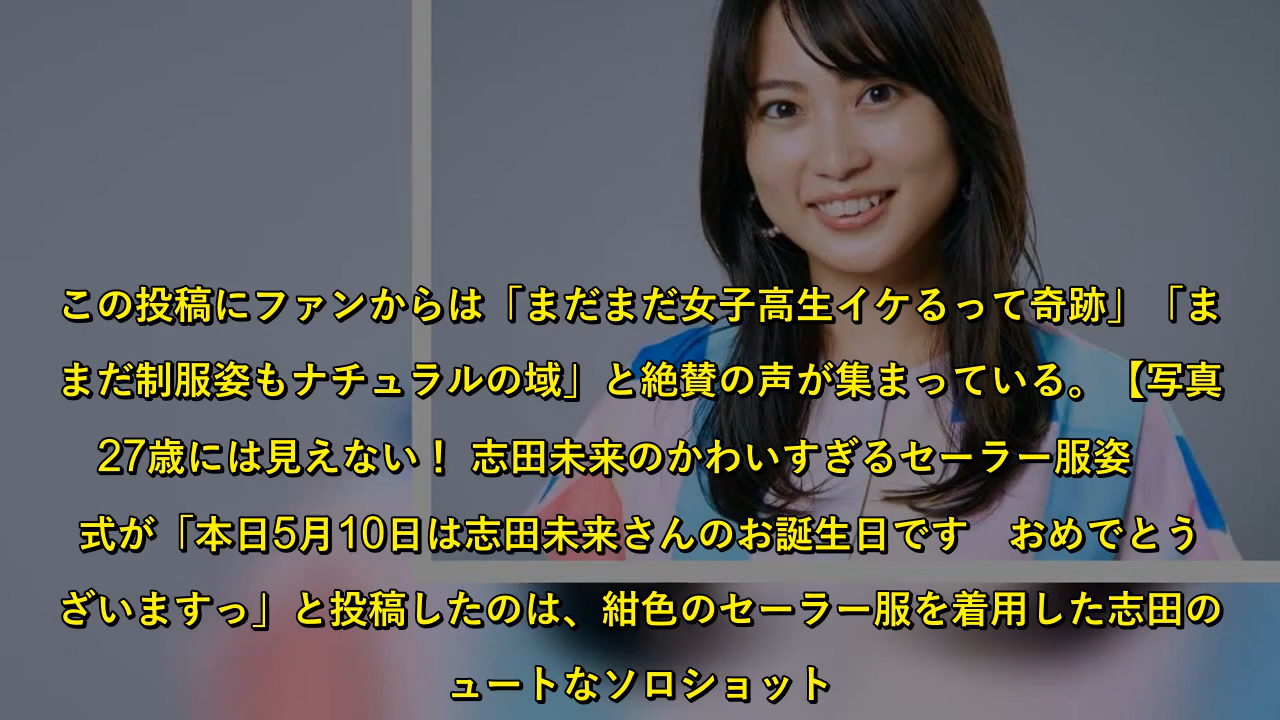 この投稿にファンからは「まだまだ女子高生イケるって奇跡」「ま
まだ制服姿もナチュラルの域」と絶賛の声が集まっている。【写真
27歳には見えない！ 志田未来のかわいすぎるセーラー服姿
式が「本日5月10日は志田未来さんのお誕生日です　おめでとう
ざいますっ」と投稿したのは、紺色のセーラー服を着用した志田の
ュートなソロショット